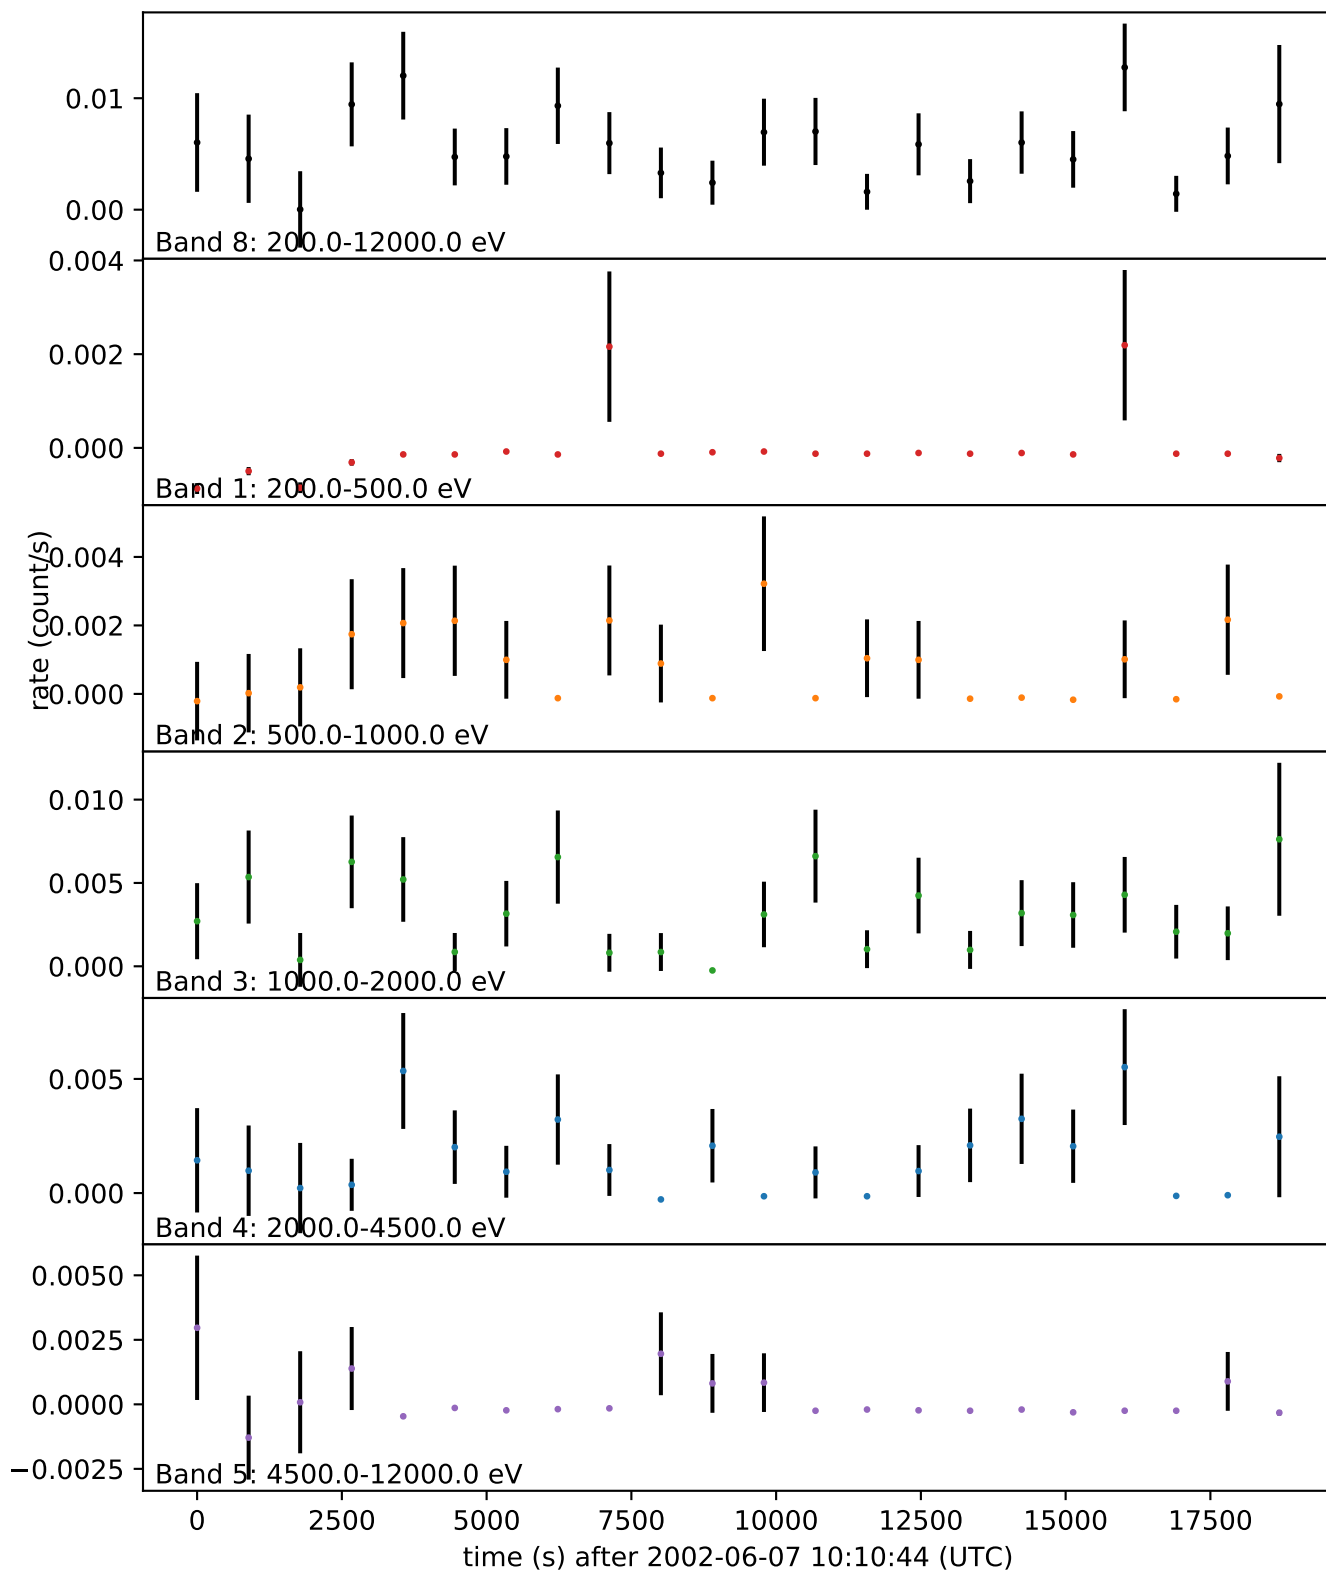 0.01
0.00
Band 8: 200.0-12000.0 eV
0.004
0.002
0.000
Band 1: 200.0-500.0 eV
rate (count/s)
0.004
0.002
0.000
Band 2: 500.0-1000.0 eV
0.010
0.005
0.000
Band 3: 1000.0-2000.0 eV
0.005
0.000
Band 4: 2000.0-4500.0 eV
0.0050
0.0025
0.0000
−0.0025
Band 5: 4500.0-12000.0 eV
0 2500 5000 7500 10000 12500 15000 17500
time (s) after 2002-06-07 10:10:44 (UTC)